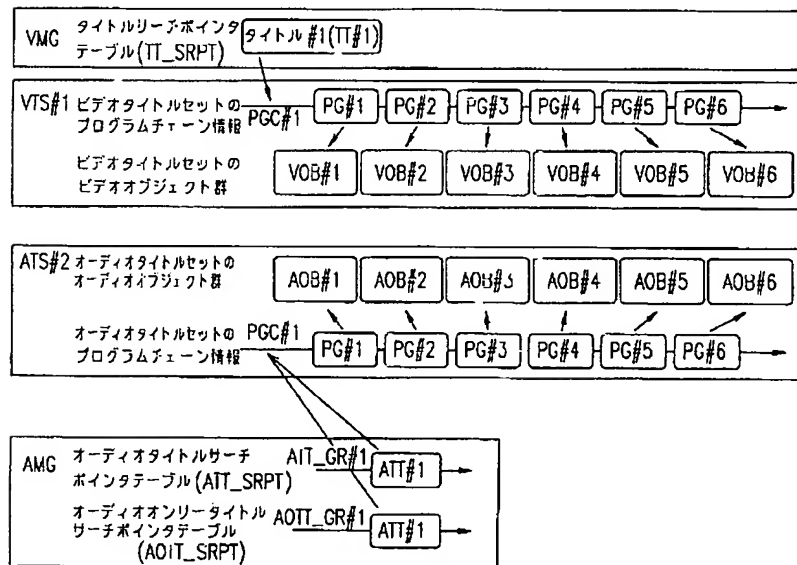 VMG タイトルリーチ・ポインタ
テーブル(TT_SRPT)
タイトル#1(TT#1)
VTS#1 ビデオタイトルセットの
プログラムチェーン情報
PGC#1
PG#1 PG#2 PG#3 PG#4 PG#5 PG#6
ビデオタイトルセットの
ビデオオブジェクト群
VOB#1 VOB#2 VOB#3 VOB#4 VOB#5 VOB#6
ATS#2 オーディオタイトルセットの
オーディオオブジェクト群
AOB#1 AOB#2 AOB#3 AOB#4 AOB#5 AOB#6
オーディオタイトルセットの
プログラムチェーン情報
PGC#1
PG#1 PG#2 PG#3 PG#4 PG#5 PG#6
AMG オーディオタイトルサーチ
ポインタテーブル(ATT_SRPT)
ATT_GR#1
ATT#1
オーディオオンリータイトル
サーチポインタテーブル
(AOTT_SRPT)
AOTT_GR#1
ATT#1